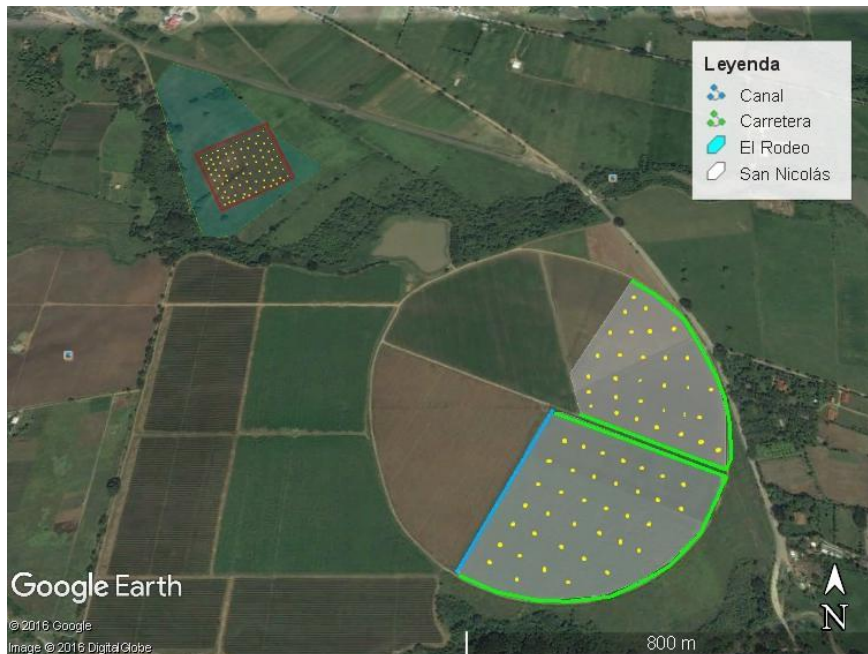 Leyenda
Canal
Carretera
El Rodeo
San Nicolás
Google Earth
© 2016 Google
Image © 2016 DigitalGlobe
800 m
N